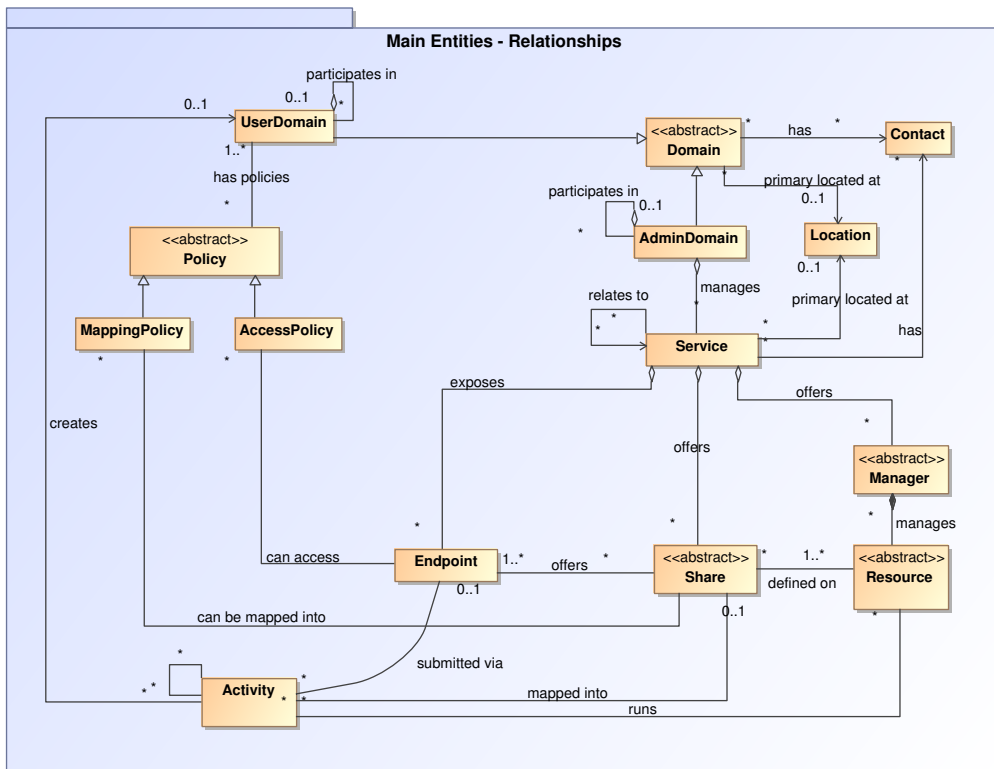 Main Entities - Relationships
participates in
0..1
0..1
*
UserDomain
1..*
has policies
*
<<abstract>>
Domain
*
has
*
Contact
*
*
primary located at
0..1
participates in
0..1
*
AdminDomain
Location
0..1
<<abstract>>
Policy
manages
*
primary located at
relates to
*
*
MappingPolicy
*
AccessPolicy
*
Service
*
*
has
exposes
offers
*
creates
offers
<<abstract>>
Manager
*
manages
*
*
can access
Endpoint
1..*
offers
*
0..1
<<abstract>>
Share
*
1..*
defined on
<<abstract>>
Resource
*
0..1
can be mapped into
submitted via
*
Activity
*
*
*
*
*
mapped into
runs